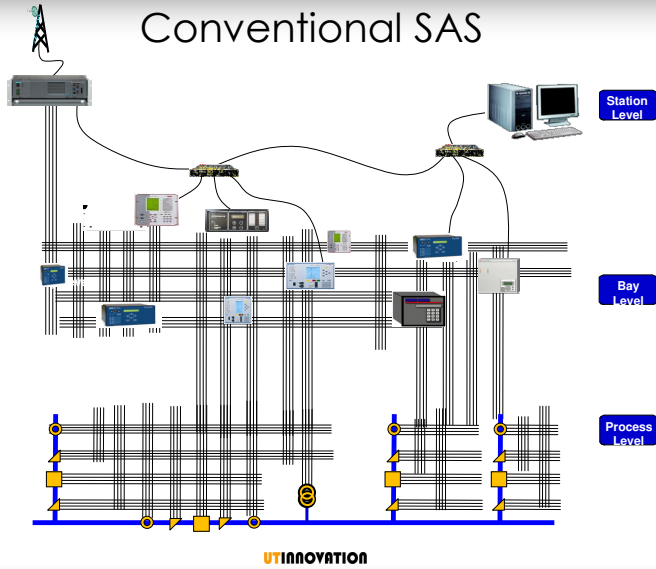 Conventional SAS
Station
Level
Bay
Level
Process
Level
UTINNOVATION